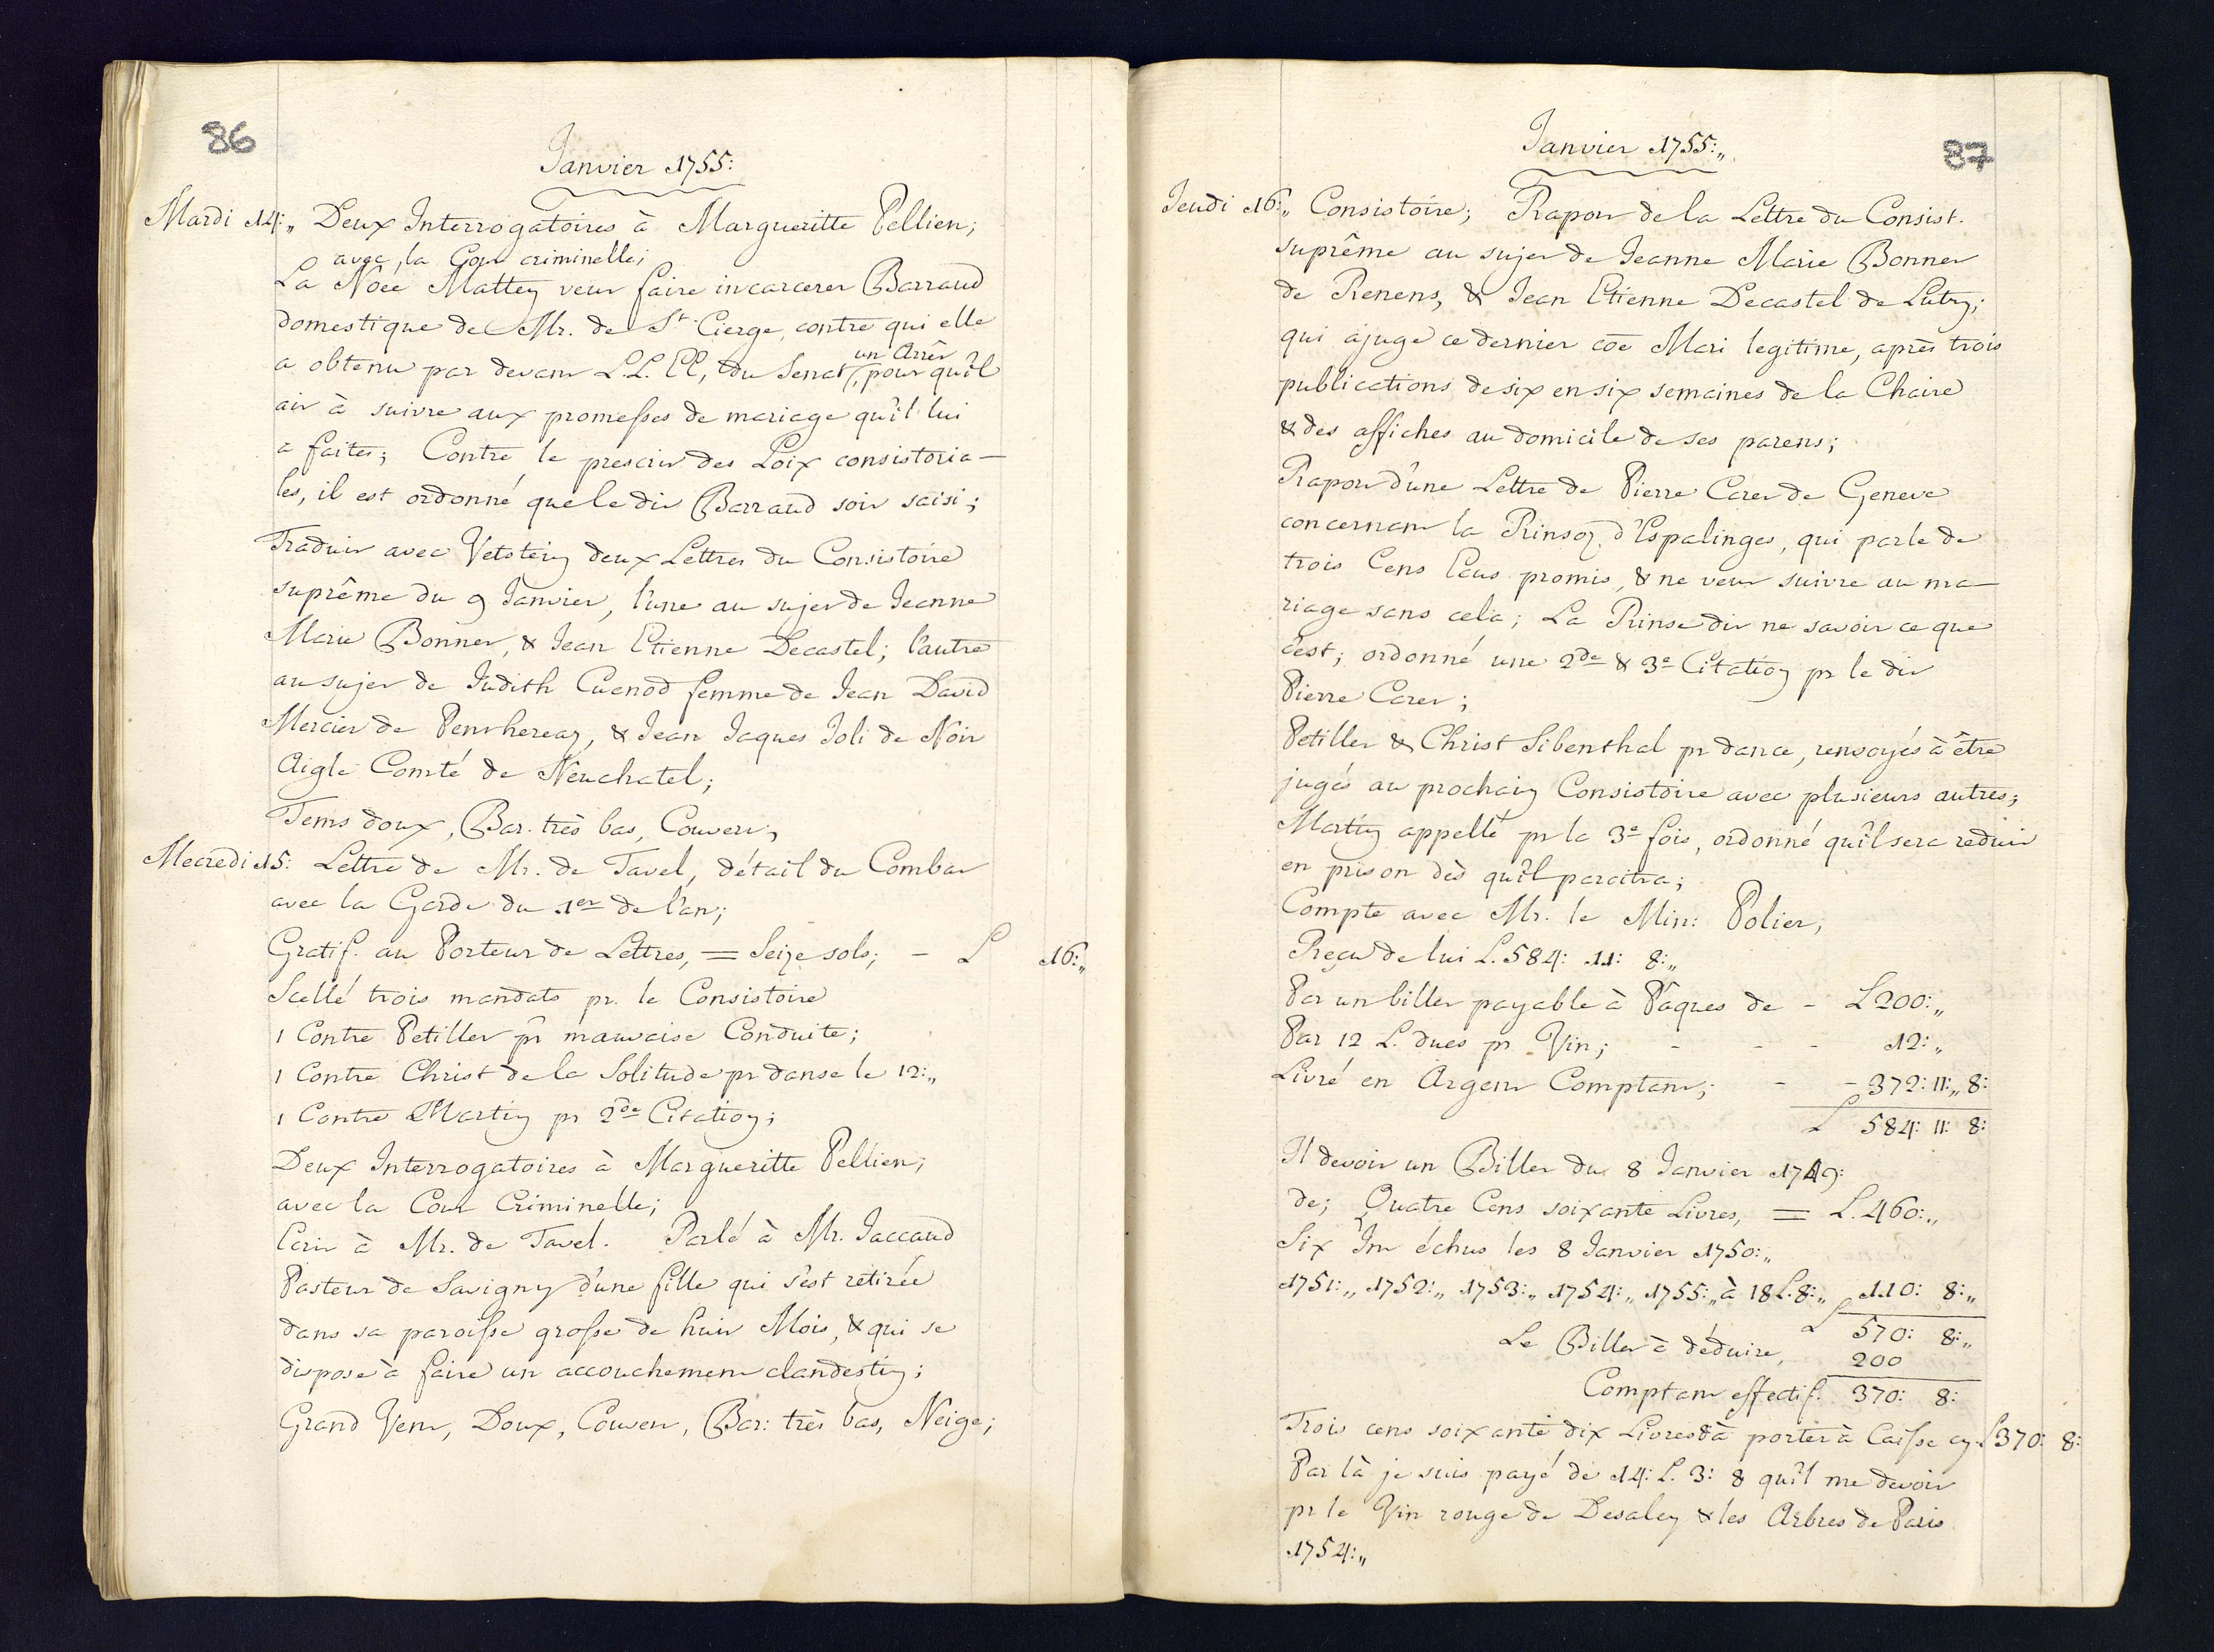 86
Janvier 1755:
Mardi 14:„ Deux Interrogatoires à Margueritte Pellien;
avec la Cour criminelle;
La Noée Mattey veut faire incarcerer Barraud
domestique de Mr. de St. Cierge, contre qui elle
a obtenu par devant L.L. EE, du Senat, un Arrêt pour qu'il
ait à suivre aux promesses de mariage qu'il lui
a faites; Contre le prescrit des Loix consistoria-
les, il est ordonné que le dit Barraud soit saisi;
Traduit avec Vetstein deux Lettres du Consistoire
suprême du 9 Janvier, l'une au sujet de Jeanne
Marie Bonnet, & Jean Etienne Decastel; l'autre
au sujet de Judith Cuenod femme de Jean David
Mercier de Penthereaz, & Jean Jaques Joli de Noir
Aigle Comté de Neuchatel;
Tems doux, Bar. très bas, Couvert;
Mecredi 15: Lettre de Mr. de Tavel, détail du Combat
avec la Garde du 1er de l'an;
Gratif. au Porteur de Lettres, = Seize sols; - L 16:„
Scellé trois mandats pr. le Consistoire
1 Contre Petillet pr mauvaise Conduite;
1 Contre Christ de la Solitude pr danse le 12:„
1 Contre Martin pr 2de Citation;
Deux Interrogatoires à Margueritte Pellien;
avec la Cour Criminelle;
Ecrit à Mr. de Tavel. Parlé à Mr. Jaccaud
Pasteur de Savigny d'une fille qui s'est retirée
dans sa paroisse grosse de huit Mois, & qui se
dispose à faire un accouchement clandestin;
Grand Vent, Doux, Couvert, Bar: très bas, Neige;
87
Janvier 1755:„
Jeudi 16:„ Consistoire; Raport de la Lettre du Consist.
suprême au sujet de Jeanne Marie Bonnet
de Renens, & Jean Etienne Decastel de Lutry;
qui ajuge ce dernier coe Mari legitime, après trois
publications de six en six semaines de la Chaire
& des affiches au domicile de ses parens;
Raport d'une Lettre de Pierre Caret de Geneve
concernant la Rinsoz d'Espalinges, qui parle de
trois Cens Ecus promis, & ne veut suivre au ma-
riage sans cela; La Rinse dit ne savoir ce que
c'est; ordonné une 2de & 3e Citation pr le dit
Pierre Caret;
Petillet & Christ Sibenthal pr dance, renvoyés à être
jugés au prochain Consistoire avec plusieurs autres;
Martin appellé pr la 3e fois, ordonné qu'il sera reduit
en prison dès qu'il paroitra;
Compte avec Mr. le Min: Polier;
Reçu de lui L. 584: 11: 8:„
Par un billet payable à Pâques de - L 200:„
Par 12 L. dues pr Vin; - - - 12:„
Livré en Argent Comptant; - - 372: 11:„ 8:
L 584: 11: 8:
Il devoit un Billet du 8 Janvier 1749:
de; Quatre Cens soixante Livres, = L. 460:„
Six Int échus les 8 Janvier 1750:„
1751:„ 1752:„ 1753:„ 1754:„ 1755:„ à 18 L. 8:„ 110: 8:„
L 570: 8:„
Le Billet à déduire, 200
Comptant effectif. 370: 8:
Trois cens soixante dix Livres 8 à porter à Caisse cy. L 370: 8:
Par là je suis payé de 14: L. 3: 8 qu'il me devoit
pr le Vin rouge de Desaley & les Arbres de Paris
1754:„